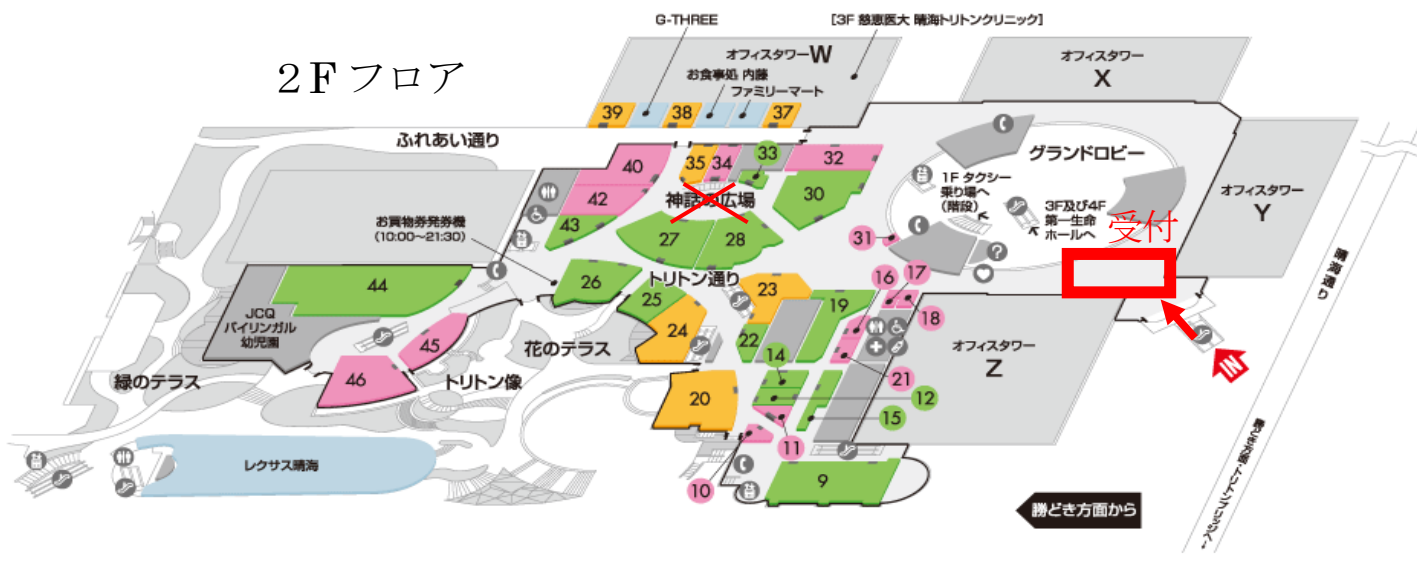 G-THREE
[3F 慈恵医大 晴海トリトンクリニック]
２Fフロア
オフィスタワーW
お食事処 内藤
ファミリーマート
オフィスタワー
X
39
38
37
ふれあい通り
40
35
34
33
32
グランドロビー
42
神話の広場
30
1F タクシー
乗り場へ
(階段)
3F及び4F
第一生命
ホールへ
オフィスタワー
Y
お買物券発券機
(10:00〜21:30)
43
27
28
31
受付
?
晴海通り
44
26
トリトン通り
25
23
16
17
19
18
JCQ
バイリンガル
幼児園
45
24
22
花のテラス
14
オフィスタワー
Z
IN
緑のテラス
46
トリトン像
21
20
12
15
11
レクサス晴海
10
9
勝どき方面から
勝どき方面・トリトンブリッジへ